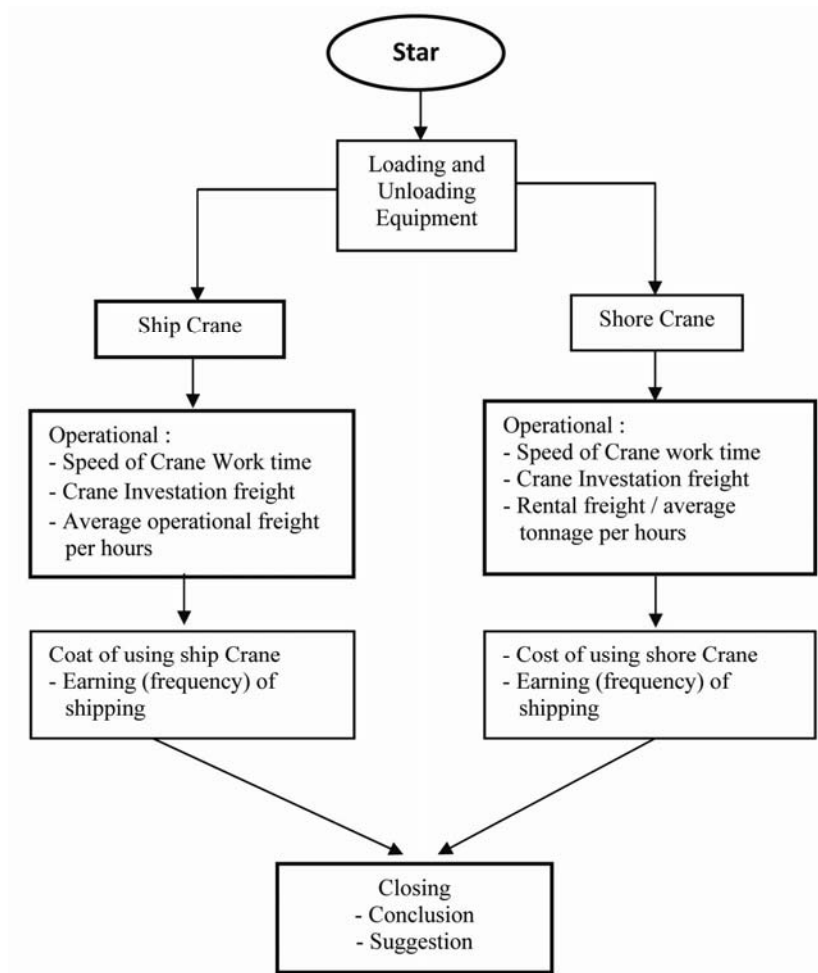 Star
Loading and
Unloading
Equipment
Ship Crane
Shore Crane
Operational :
- Speed of Crane Work time
- Crane Investation freight
- Average operational freight
per hours
Operational :
- Speed of Crane work time
- Crane Investation freight
- Rental freight / average
tonnage per hours
Coat of using ship Crane
- Earning (frequency) of
shipping
- Cost of using shore Crane
- Earning (frequency) of
shipping
Closing
- Conclusion
- Suggestion